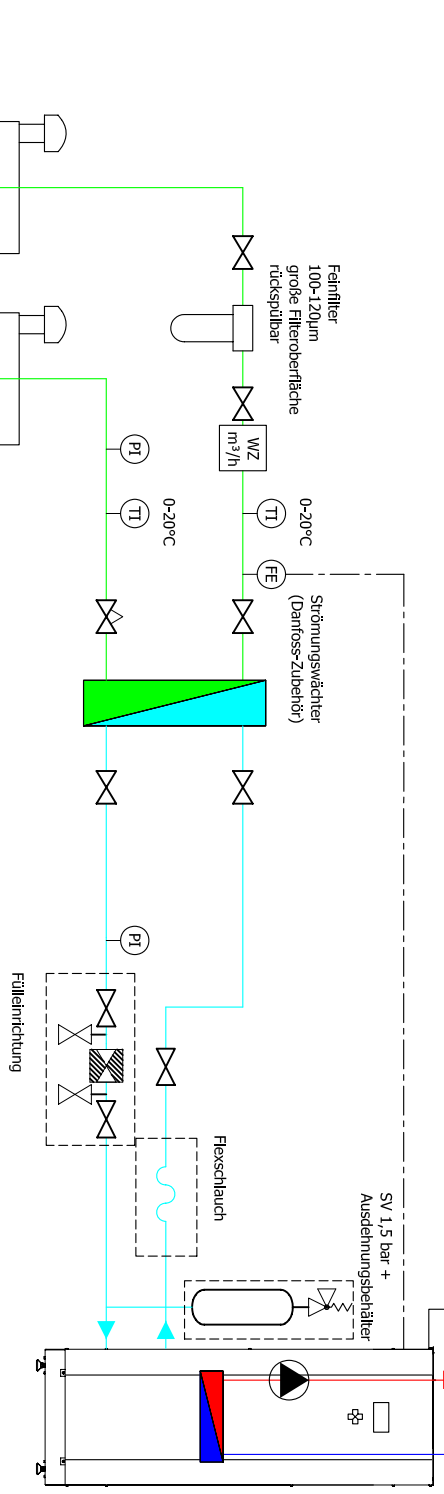 Feinfilter
100-120µm
große Filteroberfläche
rückspülbar
WZ
m³/h
PI
TI
0-20°C
TI
0-20°C
FE
Strömungswächter
(Danfoss-Zubehör)
PI
Fülleinrichtung
Flexschlauch
SV 1,5 bar +
Ausdehnungsbehälter